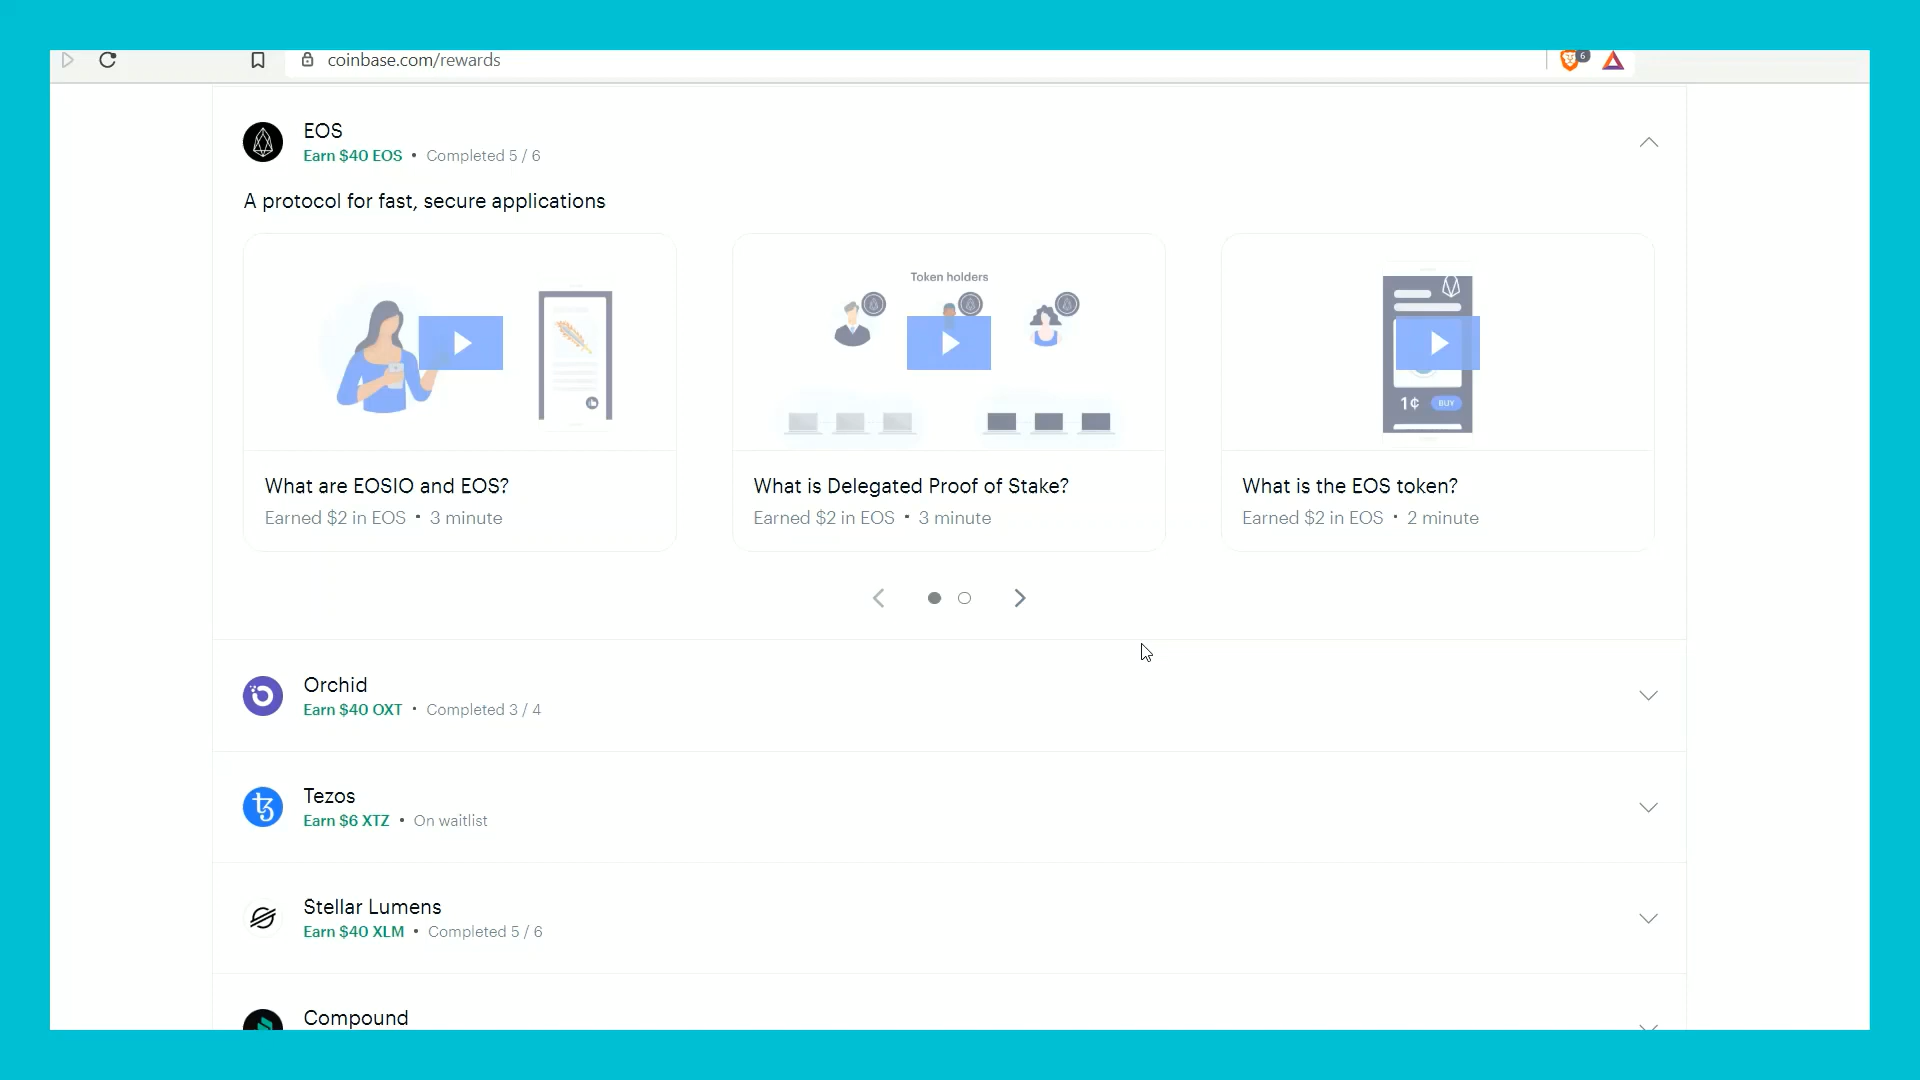 coinbase.com/rewards
6
EOS
Earn $40 EOS • Completed 5 / 6
A protocol for fast, secure applications
Token holders
1¢ BUY
What are EOSIO and EOS?
Earned $2 in EOS • 3 minute
What is Delegated Proof of Stake?
Earned $2 in EOS • 3 minute
What is the EOS token?
Earned $2 in EOS • 2 minute
Orchid
Earn $40 OXT • Completed 3 / 4
Tezos
Earn $6 XTZ • On waitlist
Stellar Lumens
Earn $40 XLM • Completed 5 / 6
Compound